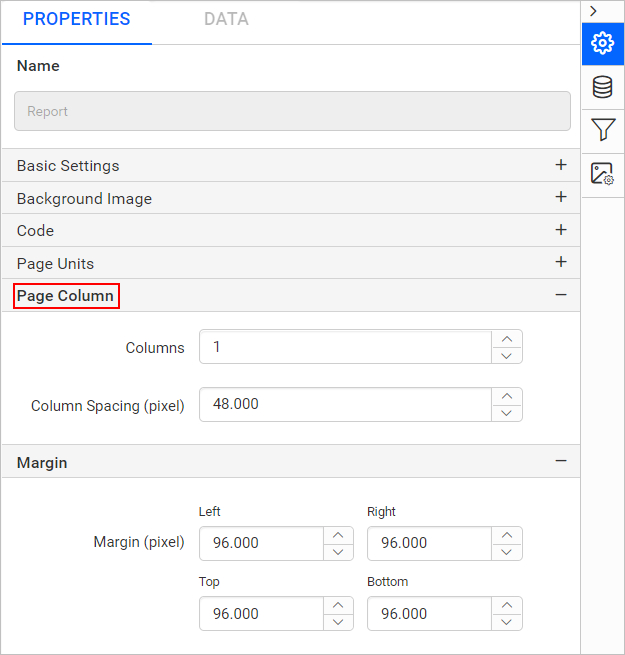 PROPERTIES DATA
Name
Report
Basic Settings
Background Image
Code
Page Units
Page Column
Columns 1
Column Spacing (pixel) 48.000
Margin
Left Right
Margin (pixel) 96.000 96.000
Top Bottom
96.000 96.000